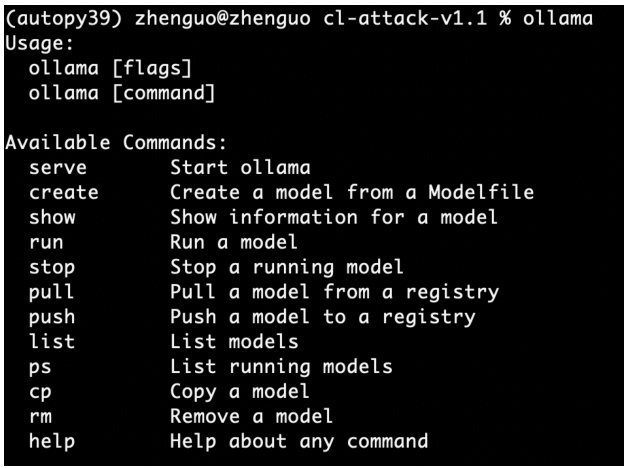 (autopy39) zhenguo@zhenguo cl-attack-v1.1 % ollama
Usage:
  ollama [flags]
  ollama [command]

Available Commands:
  serve       Start ollama
  create      Create a model from a Modelfile
  show        Show information for a model
  run         Run a model
  stop        Stop a running model
  pull        Pull a model from a registry
  push        Push a model to a registry
  list        List models
  ps          List running models
  cp          Copy a model
  rm          Remove a model
  help        Help about any command